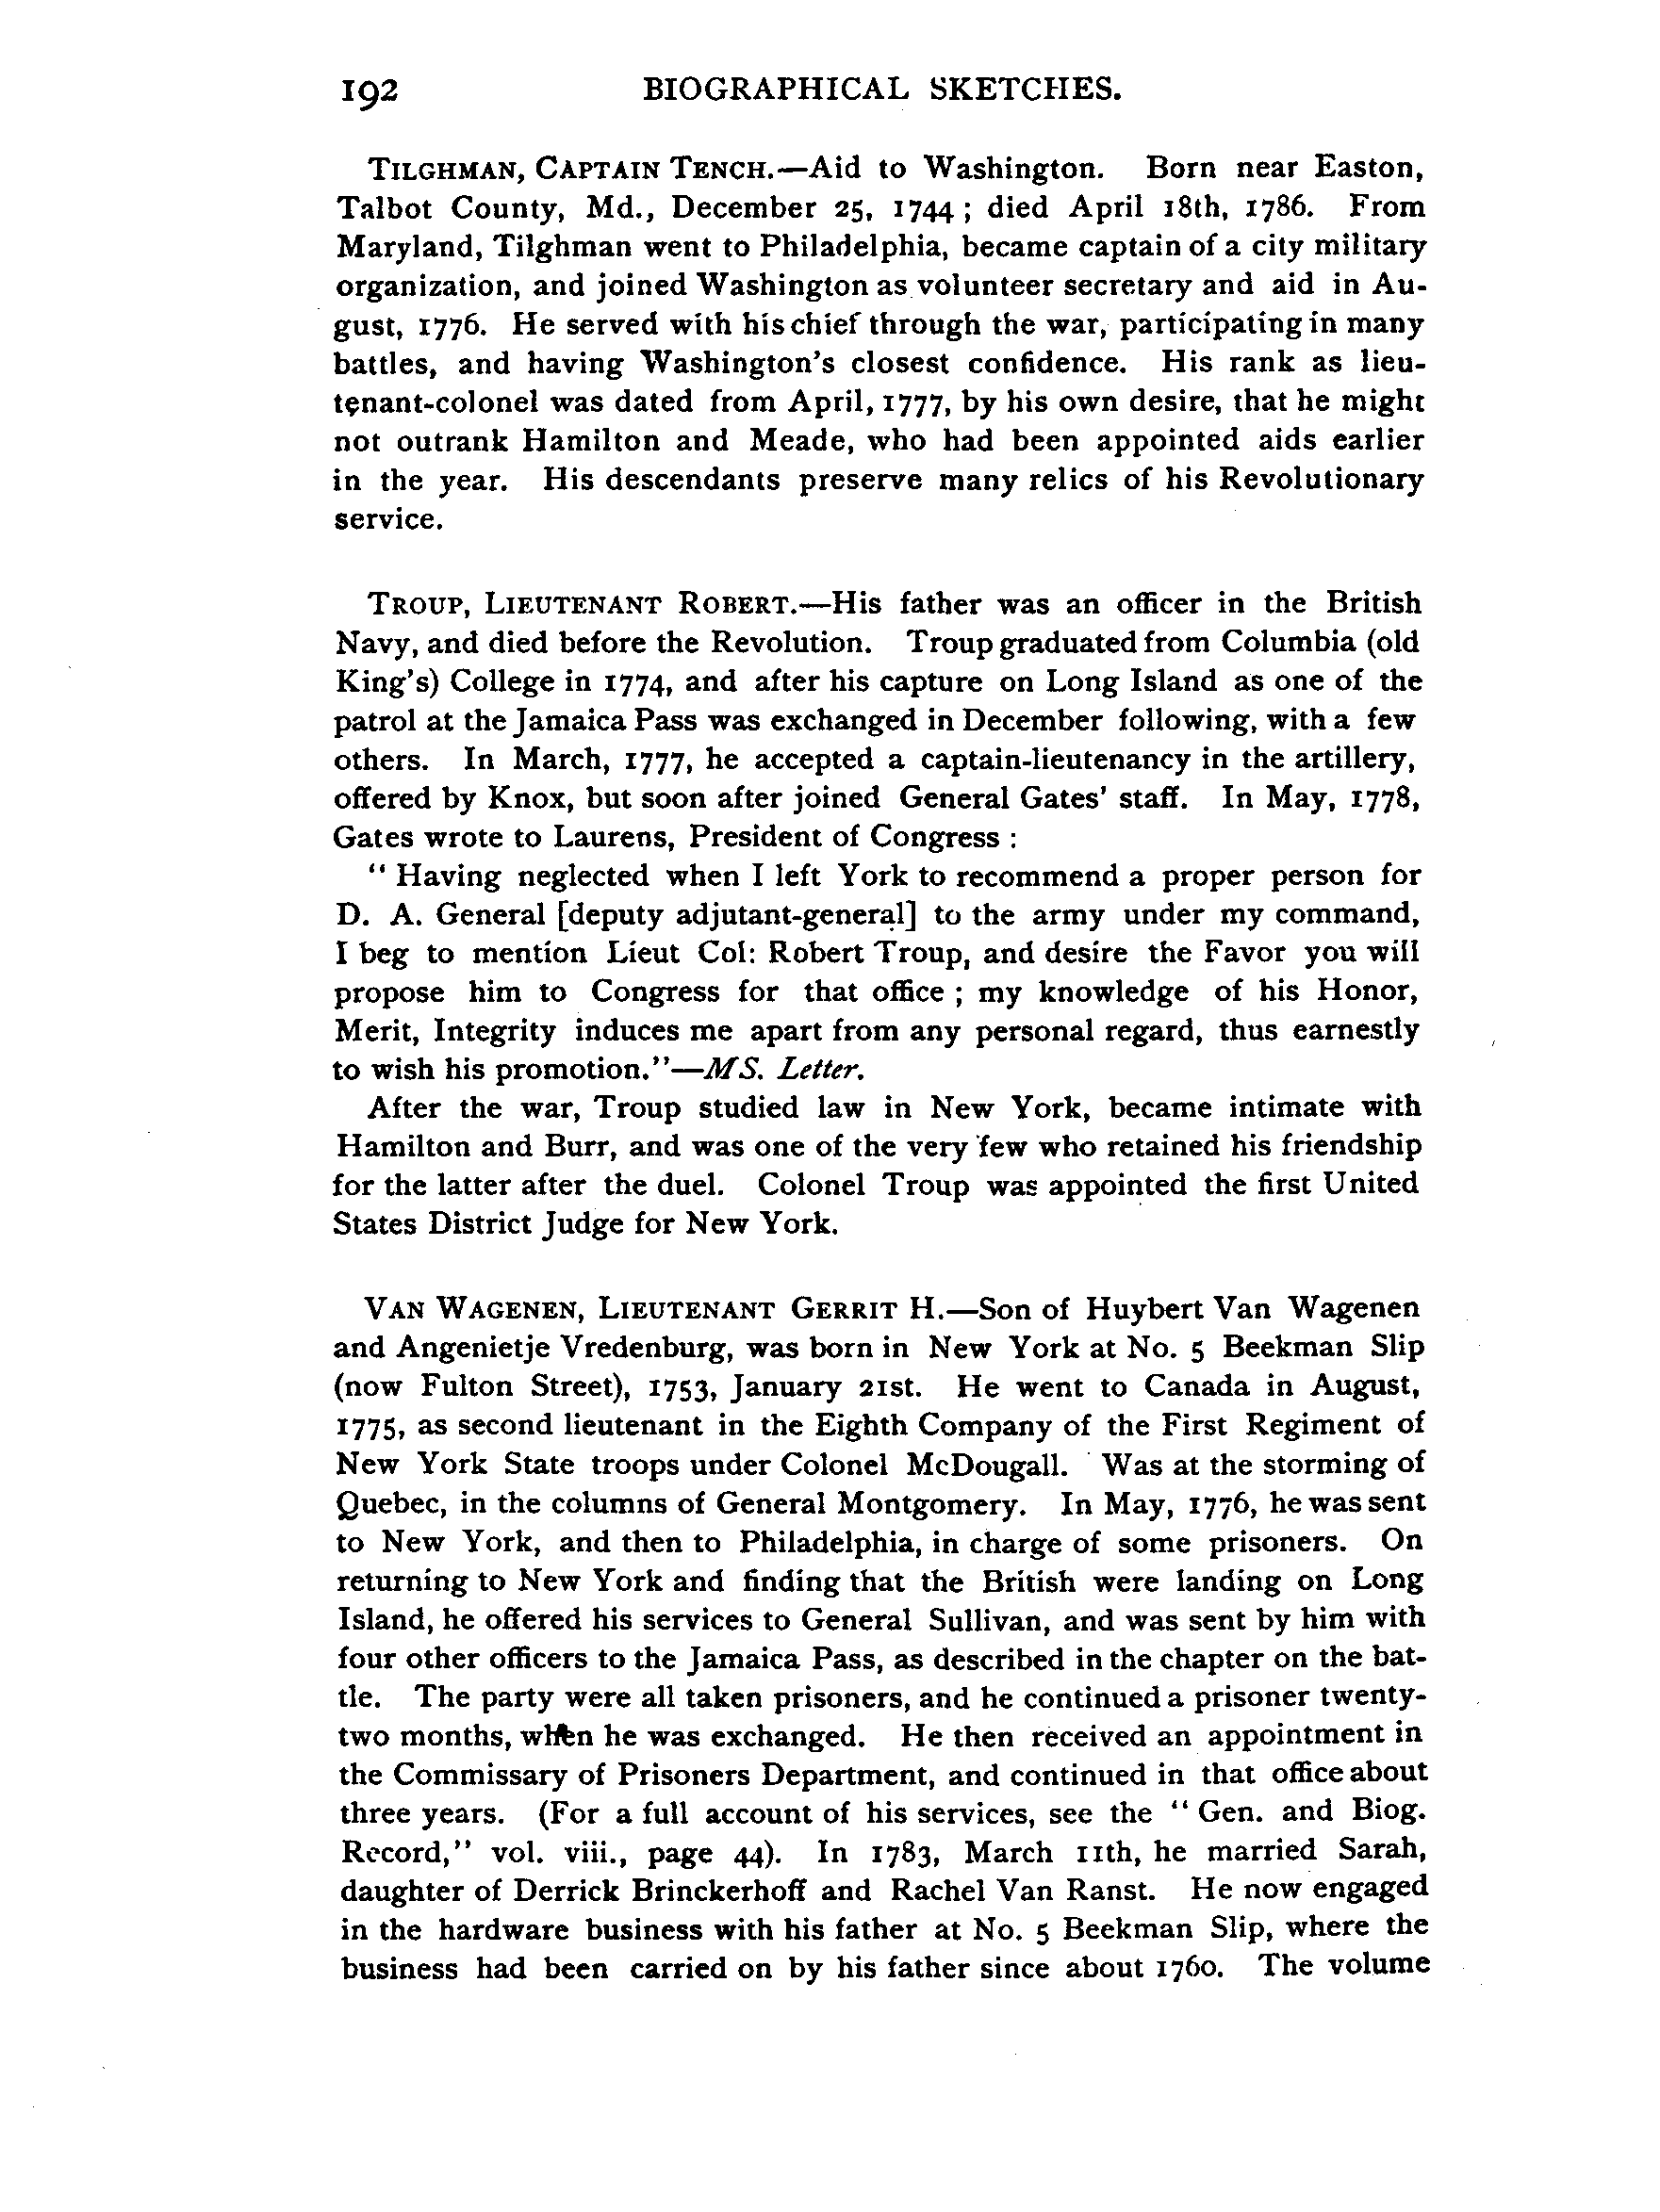 192 BIOGRAPHICAL SKETCHES.
TILGHMAN, CAPTAIN TENCH.—Aid to Washington. Born near Easton,
Talbot County, Md., December 25, 1744; died April 18th, 1786. From
Maryland, Tilghman went to Philadelphia, became captain of a city military
organization, and joined Washington as volunteer secretary and aid in Au-
gust, 1776. He served with his chief through the war, participating in many
battles, and having Washington's closest confidence. His rank as lieu-
tenant-colonel was dated from April, 1777, by his own desire, that he might
not outrank Hamilton and Meade, who had been appointed aids earlier
in the year. His descendants preserve many relics of his Revolutionary
service.
TROUP, LIEUTENANT ROBERT.—His father was an officer in the British
Navy, and died before the Revolution. Troup graduated from Columbia (old
King's) College in 1774, and after his capture on Long Island as one of the
patrol at the Jamaica Pass was exchanged in December following, with a few
others. In March, 1777, he accepted a captain-lieutenancy in the artillery,
offered by Knox, but soon after joined General Gates' staff. In May, 1778,
Gates wrote to Laurens, President of Congress :
" Having neglected when I left York to recommend a proper person for
D. A. General [deputy adjutant-general] to the army under my command,
I beg to mention Lieut Col: Robert Troup, and desire the Favor you will
propose him to Congress for that office ; my knowledge of his Honor,
Merit, Integrity induces me apart from any personal regard, thus earnestly
to wish his promotion."—MS. Letter.
After the war, Troup studied law in New York, became intimate with
Hamilton and Burr, and was one of the very few who retained his friendship
for the latter after the duel. Colonel Troup was appointed the first United
States District Judge for New York.
VAN WAGENEN, LIEUTENANT GERRIT H.—Son of Huybert Van Wagenen
and Angenietje Vredenburg, was born in New York at No. 5 Beekman Slip
(now Fulton Street), 1753, January 21st. He went to Canada in August,
1775, as second lieutenant in the Eighth Company of the First Regiment of
New York State troops under Colonel McDougall. Was at the storming of
Quebec, in the columns of General Montgomery. In May, 1776, he was sent
to New York, and then to Philadelphia, in charge of some prisoners. On
returning to New York and finding that the British were landing on Long
Island, he offered his services to General Sullivan, and was sent by him with
four other officers to the Jamaica Pass, as described in the chapter on the bat-
tle. The party were all taken prisoners, and he continued a prisoner twenty-
two months, when he was exchanged. He then received an appointment in
the Commissary of Prisoners Department, and continued in that office about
three years. (For a full account of his services, see the " Gen. and Biog.
Record," vol. viii., page 44). In 1783, March 11th, he married Sarah,
daughter of Derrick Brinckerhoff and Rachel Van Ranst. He now engaged
in the hardware business with his father at No. 5 Beekman Slip, where the
business had been carried on by his father since about 1760. The volume